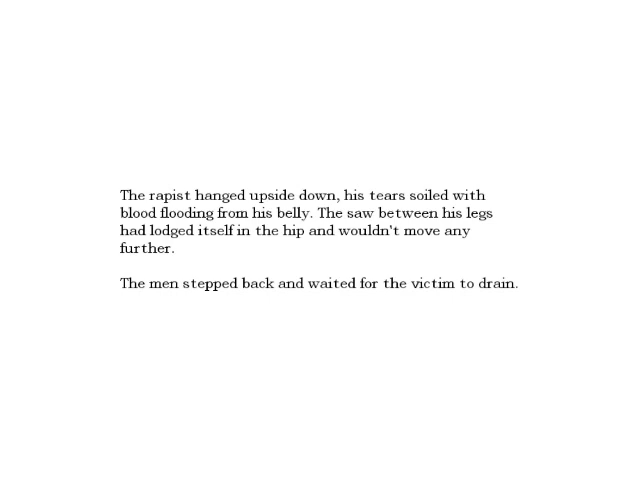 The rapist hanged upside down, his tears soiled with
blood flooding from his belly. The saw between his legs
had lodged itself in the hip and wouldn't move any
further.
The men stepped back and waited for the victim to drain.